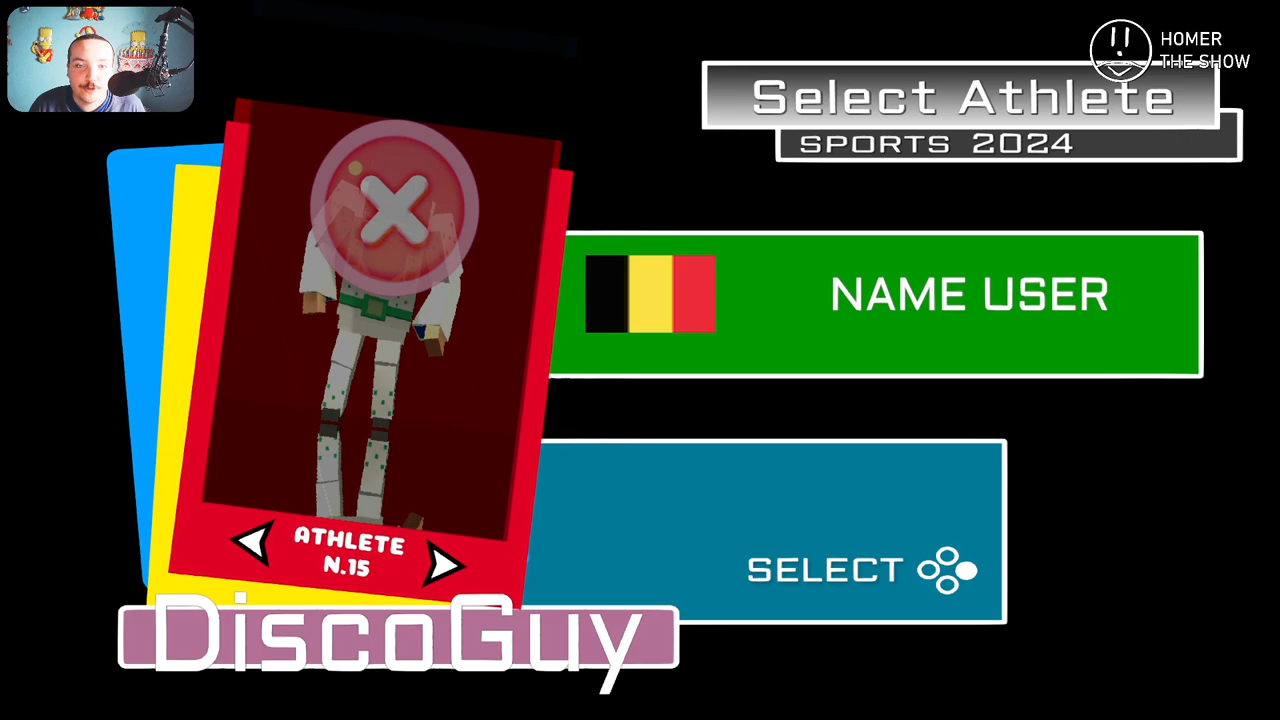 HOMER
THE SHOW
Select Athlete
SPORTS 2024
NAME USER
ATHLETE
N.15
SELECT
DiscoGuy